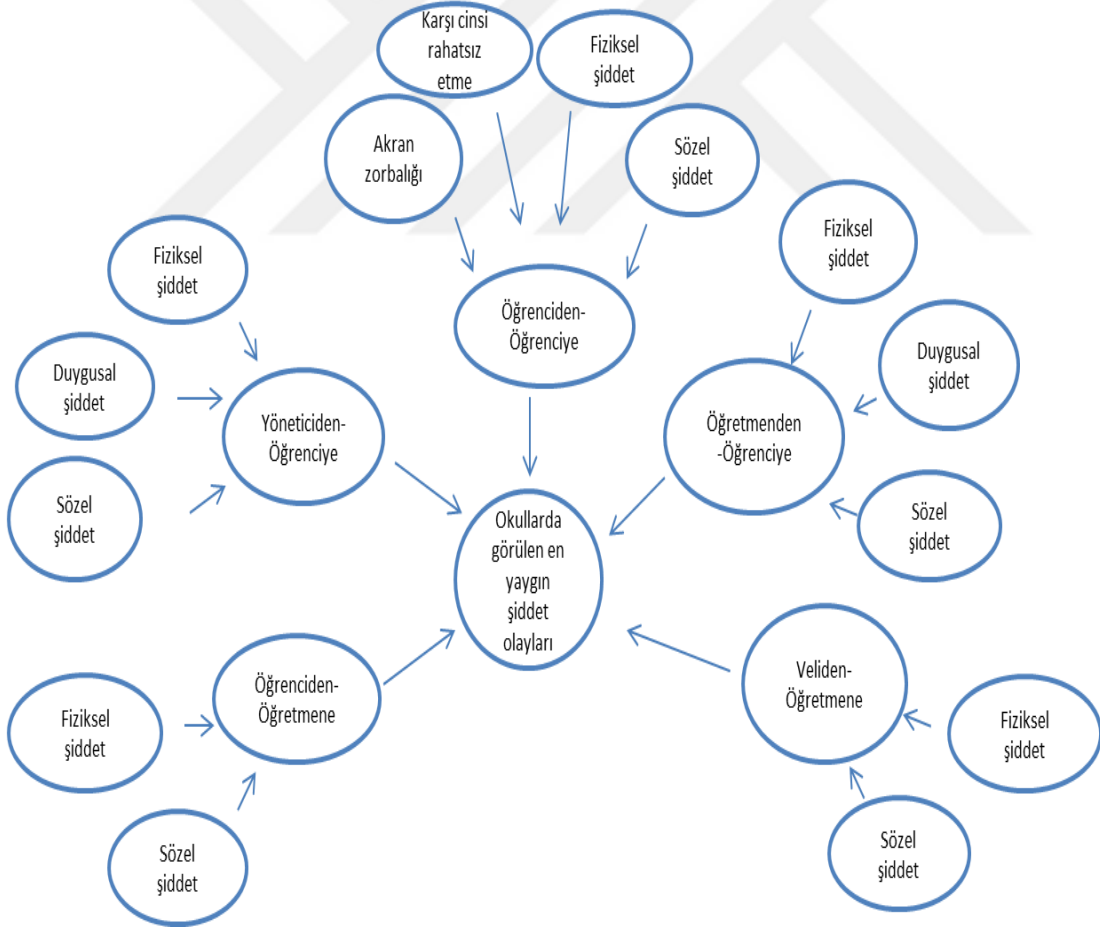 Karşı cinsi
rahatsız
etme
Fiziksel
şiddet
Akran
zorbalığı
Sözel
şiddet
Fiziksel
şiddet
Fiziksel
şiddet
Öğrenciden-
Öğrenciye
Duygusal
şiddet
Duygusal
şiddet
Yöneticiden-
Öğrenciye
Öğretmenden
-Öğrenciye
Sözel
şiddet
Sözel
şiddet
Okullarda
görülen en
yaygın
şiddet
olayları
Öğrenciden-
Öğretmene
Veliden-
Öğretmene
Fiziksel
şiddet
Fiziksel
şiddet
Sözel
şiddet
Sözel
şiddet